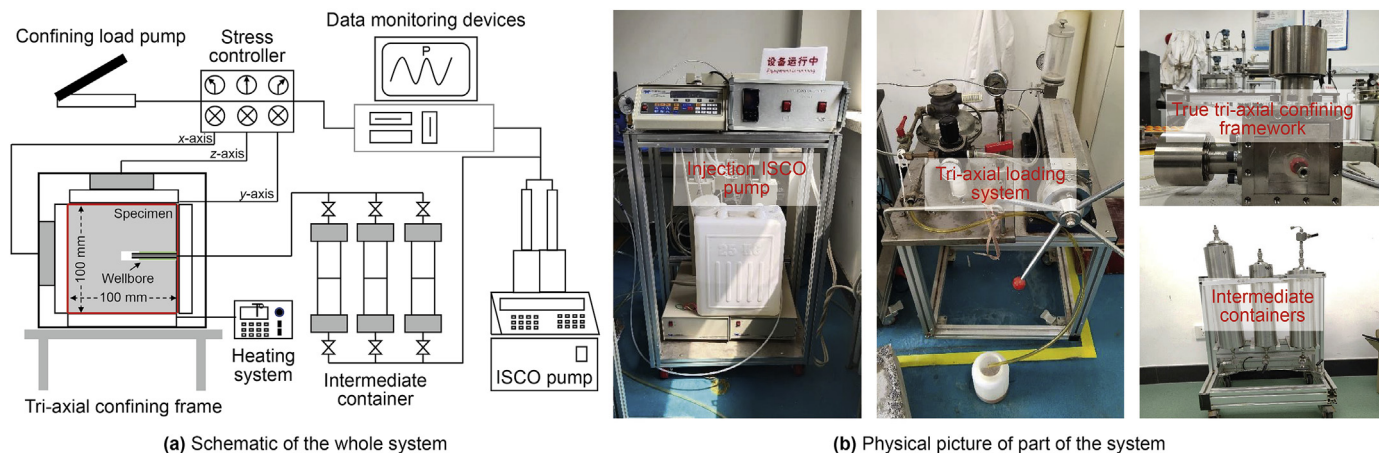 Data monitoring devices
Confining load pump
Stress
controller
P
x-axis
z-axis
y-axis
Specimen
100 mm
Wellbore
100 mm
Heating
system
Intermediate
container
ISCO pump
Tri-axial confining frame
(a) Schematic of the whole system
设备运行中
Injection ISCO
pump
25 KG
Tri-axial loading
system
True tri-axial confining
framework
Intermediate
containers
(b) Physical picture of part of the system